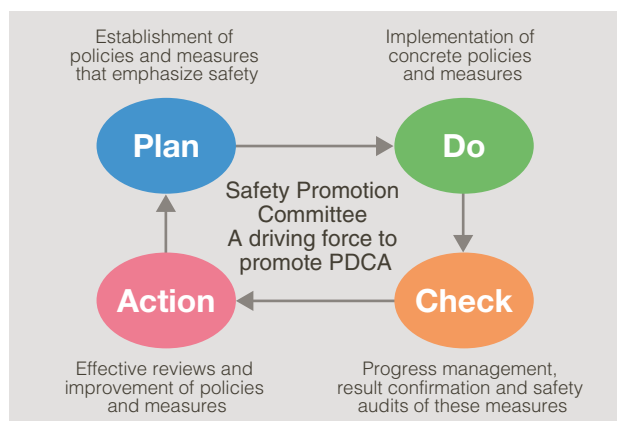 Establishment of
policies and measures
that emphasize safety
Implementation of
concrete policies
and measures
Plan
Do
Safety Promotion
Committee
A driving force to
promote PDCA
Action
Check
Effective reviews and
improvement of policies
and measures
Progress management,
result confirmation and safety
audits of these measures